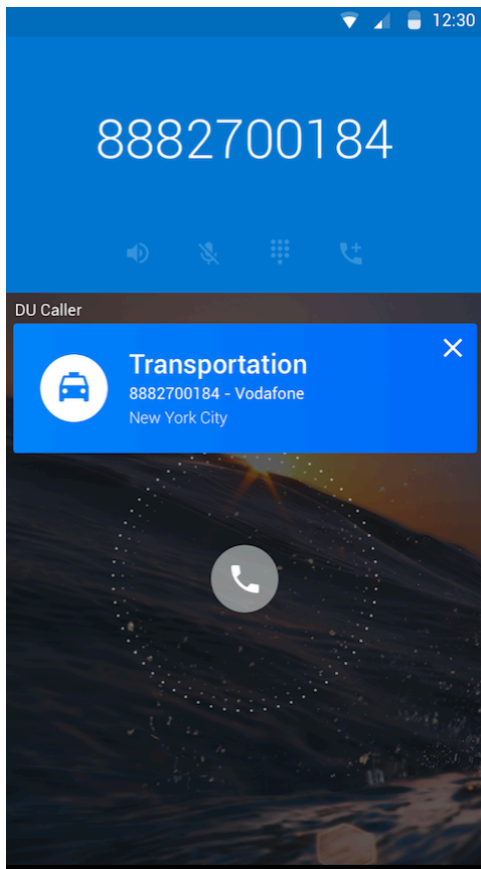 12:30
8882700184
DU Caller
Transportation
8882700184 - Vodafone
New York City